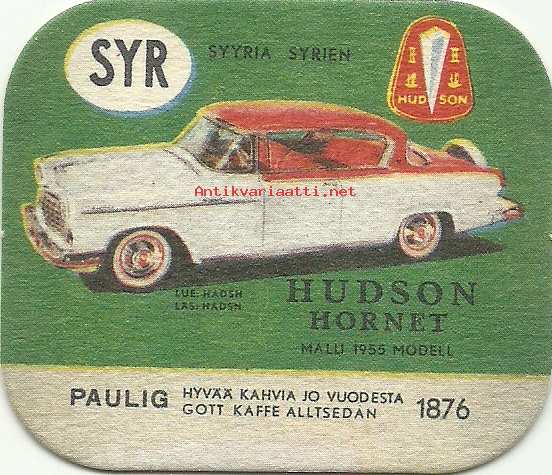 SYR
SYYRIA SYRIEN
HUDSON
Antikvariaatti.net
LUE: HADSN
LÄS: HADSN
HUDSON
HORNET
MALLI 1955 MODELL
PAULIG
HYVÄÄ KAHVIA JO VUODESTA
GOTT KAFFE ALLTSEDAN
1876